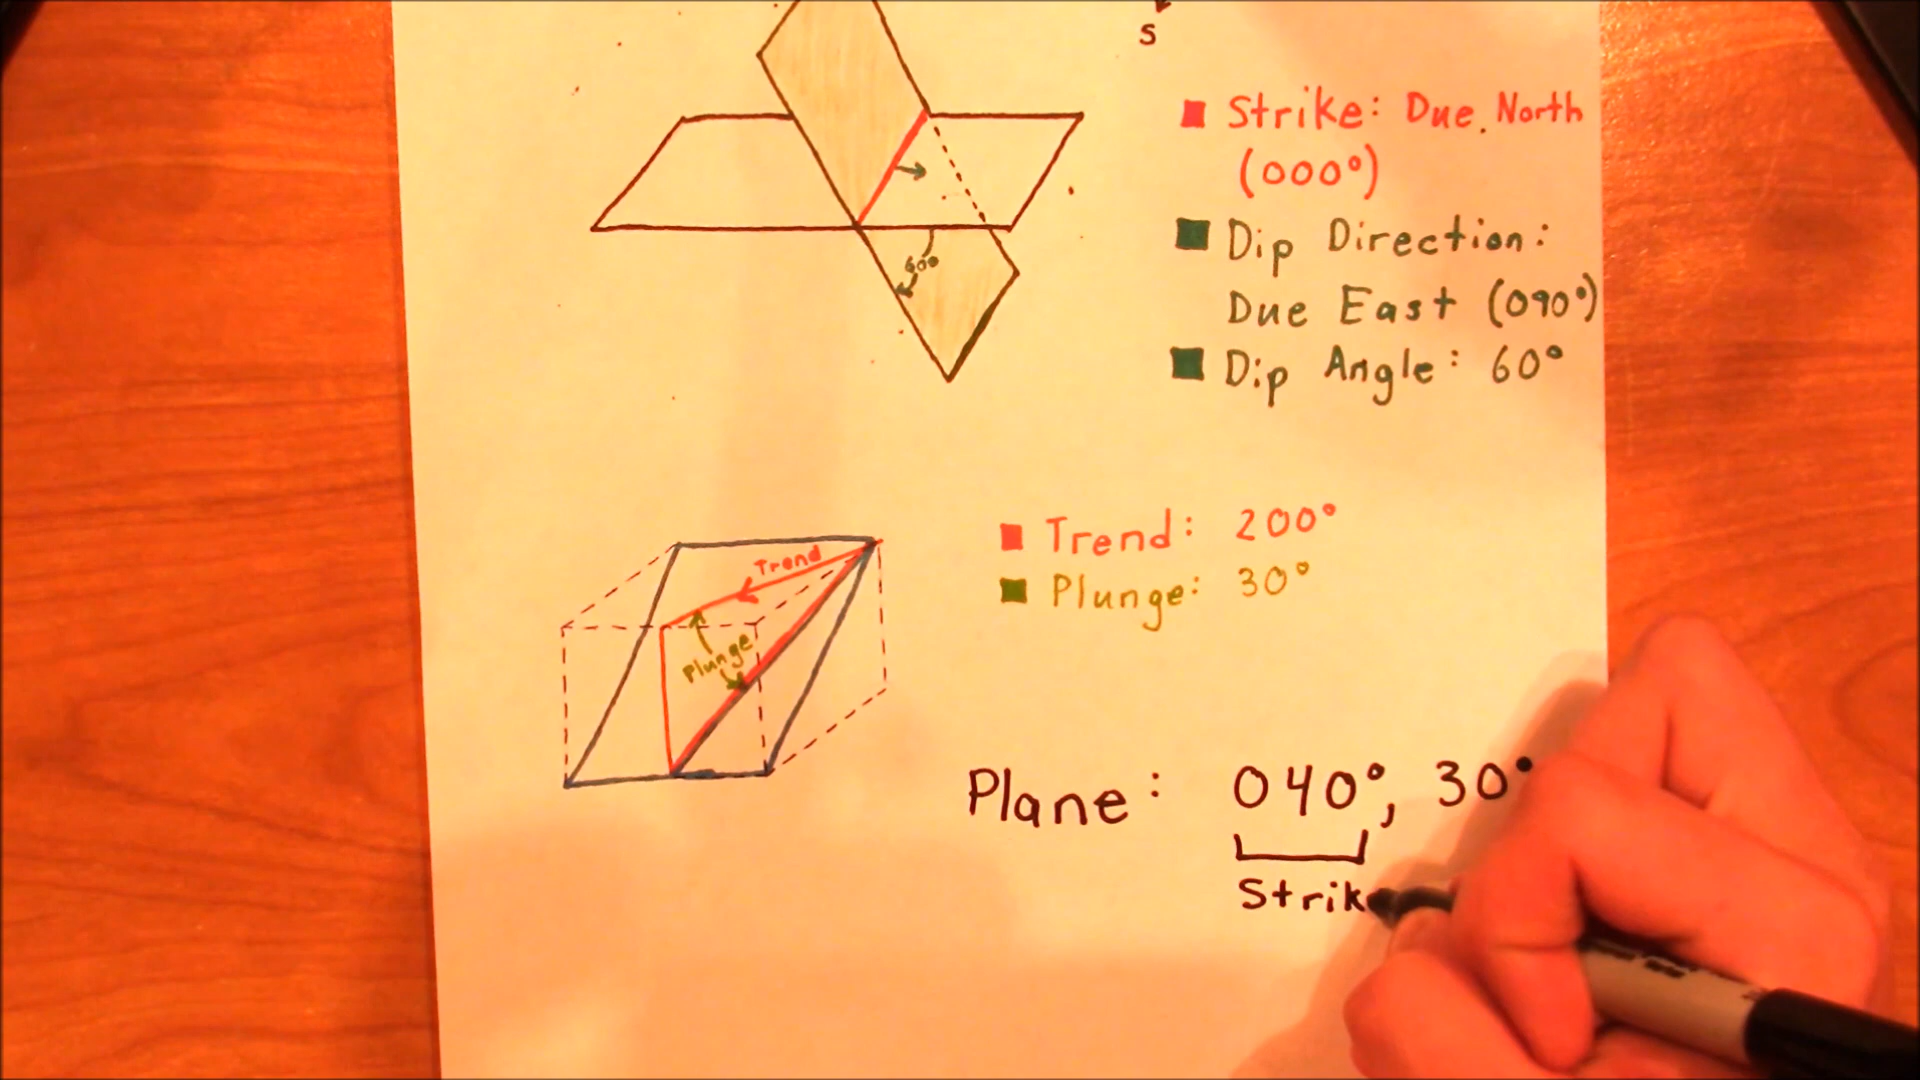 S
Strike: Due North
(000°)
Dip Direction:
Due East (090°)
Dip Angle: 60°
60°
Trend: 200°
Plunge: 30°
Trend
Plunge
Plane: 040°, 30°
Strik